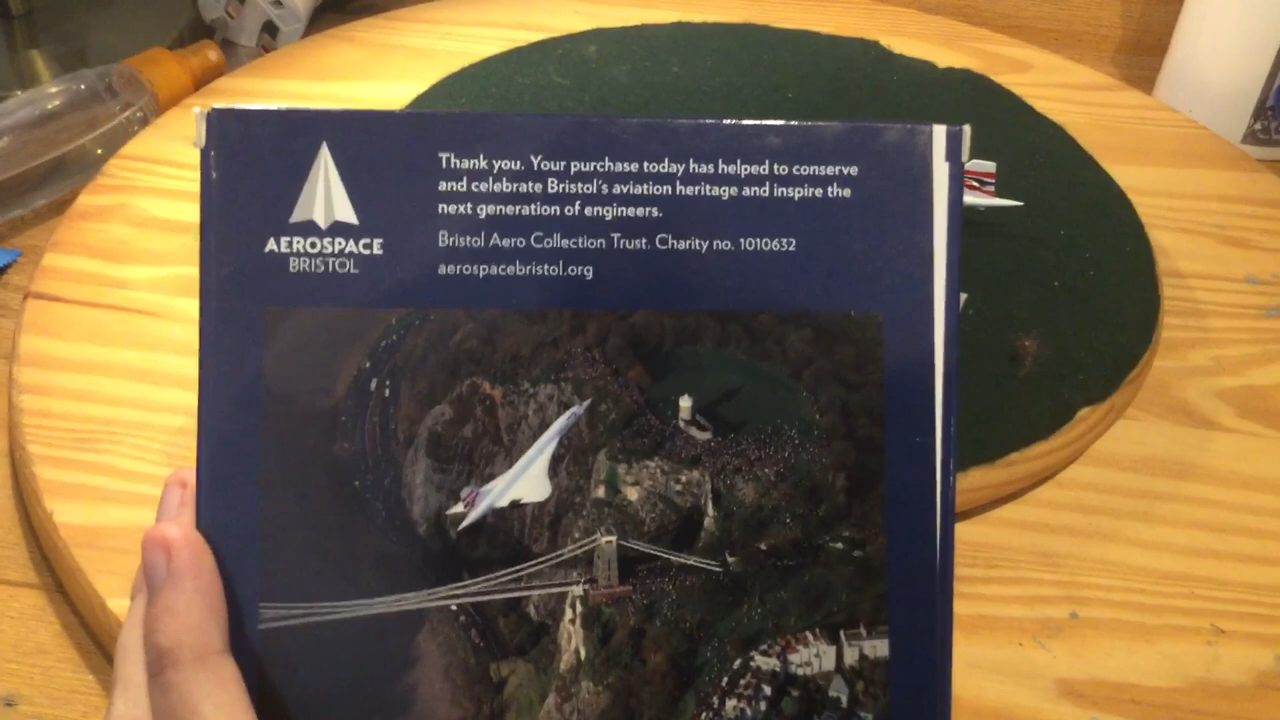 AEROSPACE
BRISTOL
Thank you. Your purchase today has helped to conserve
and celebrate Bristol's aviation heritage and inspire the
next generation of engineers.
Bristol Aero Collection Trust. Charity no. 1010632
aerospacebristol.org